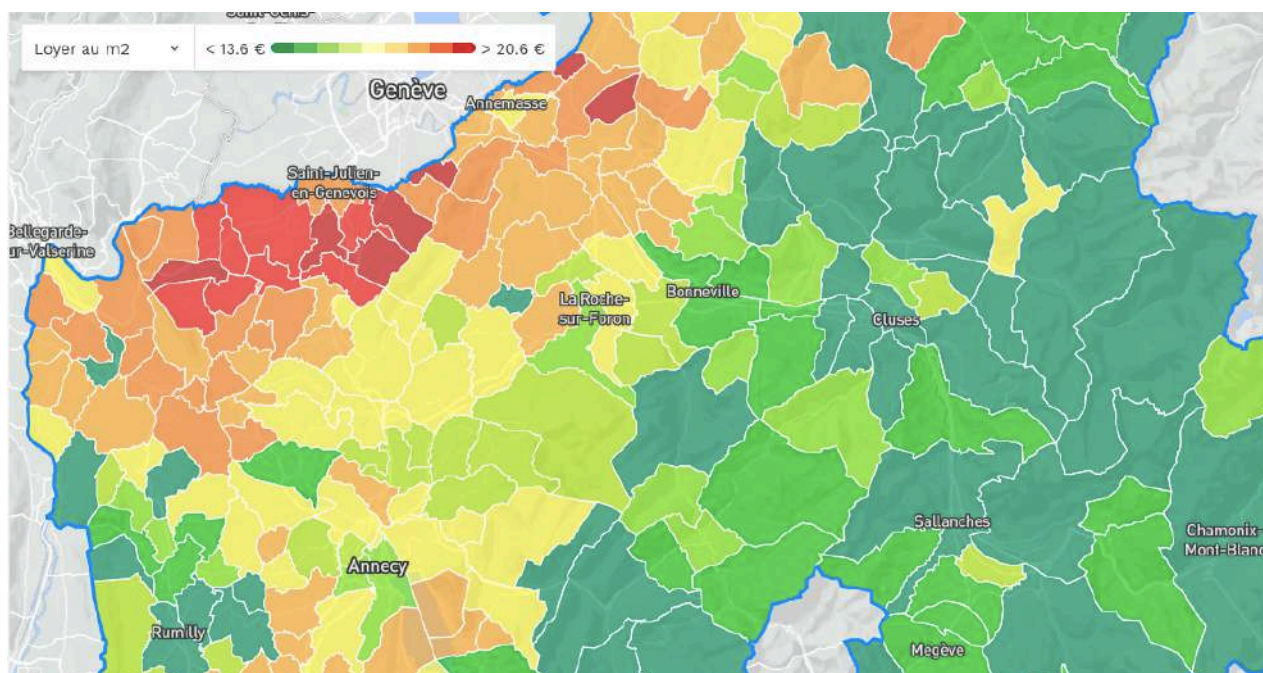 Loyer au m2
< 13.6 €
> 20.6 €
Genève
Annemasse
Saint-Julien-
en-Genevois
Bellegarde-
ur-Valserine
La Roche-
sur-Foron
Bonneville
Cluses
Sallanches
Chamonix-
Mont-Blanc
Annecy
Rumilly
Megève